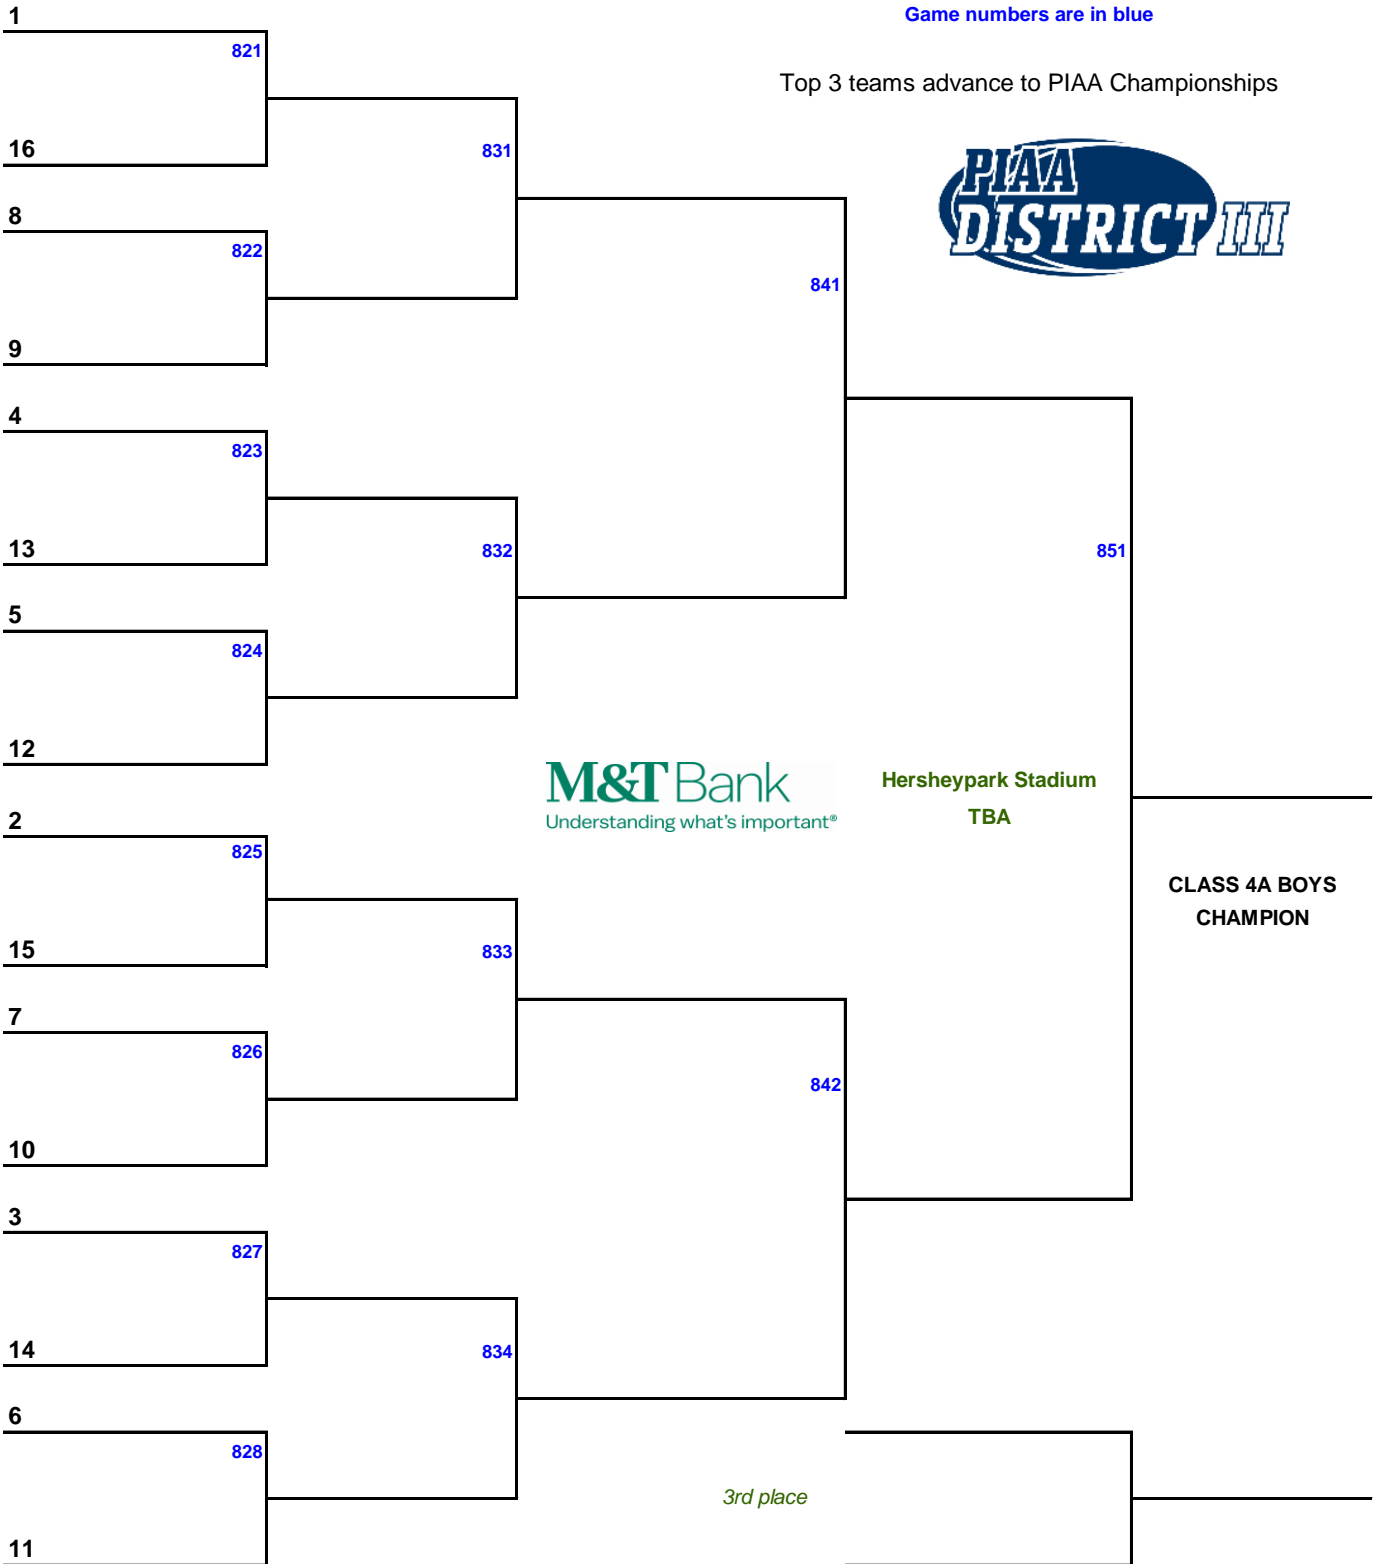 1
Game numbers are in blue
821
Top 3 teams advance to PIAA Championships
16
831
PIAA
DISTRICT III
8
822
841
9
4
823
13
832
851
5
824
12
M&T Bank
Understanding what's important®
Hersheypark Stadium
TBA
2
825
CLASS 4A BOYS
CHAMPION
15
833
7
826
842
10
3
827
14
834
6
828
3rd place
11